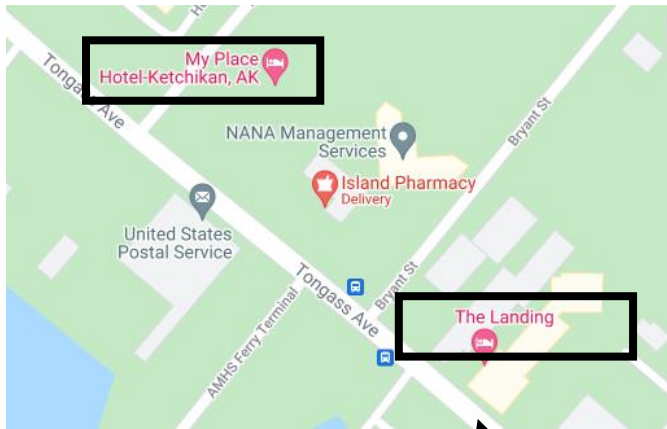 My Place
Hotel-Ketchikan, AK
Tongass Ave
NANA Management
Services
Bryant St
Island Pharmacy
Delivery
United States
Postal Service
Tongass Ave
Bryant St
AMHS Ferry Terminal
The Landing